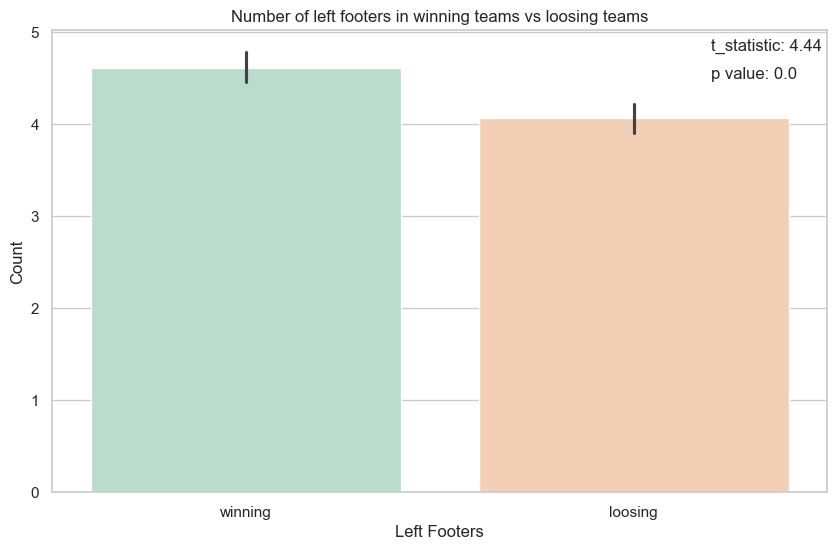 Number of left footers in winning teams vs loosing teams
t_statistic: 4.44
p value: 0.0
Count
5
4
3
2
1
0
winning
loosing
Left Footers